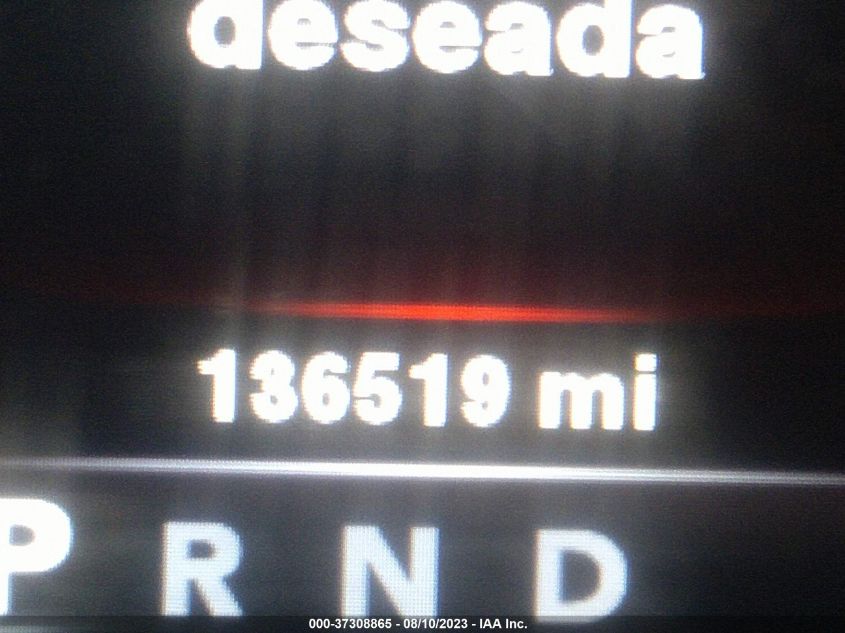 deseada
136519 mi
P R N D
000-37308865 - 08/10/2023 - IAA Inc.